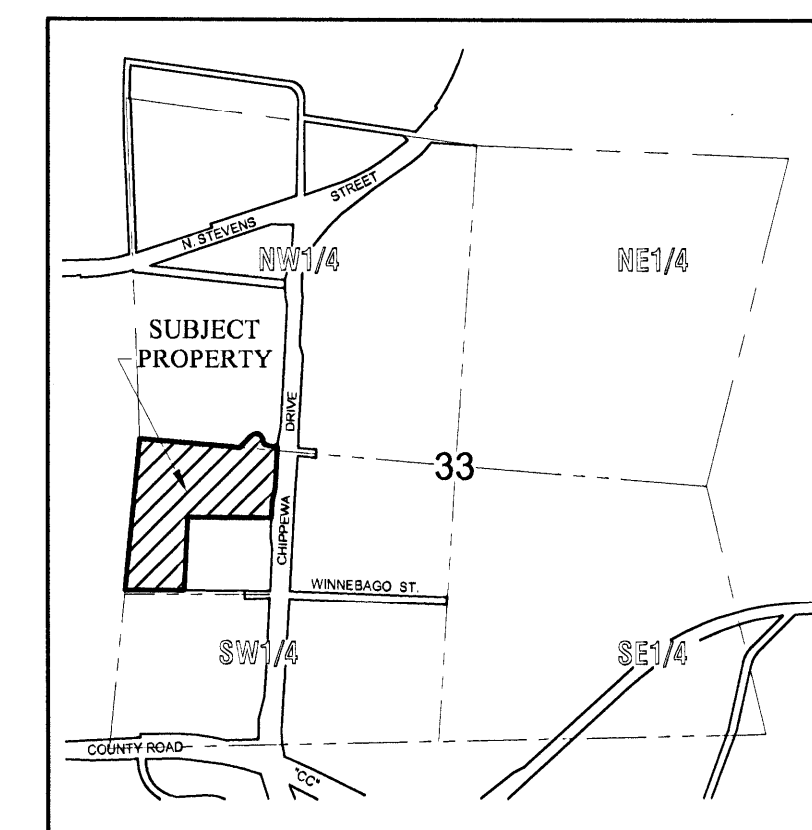 STREET
N. STEVENS
NW1/4
NE1/4
SUBJECT
PROPERTY
DRIVE
33
CHIPPEWA
WINNEBAGO ST.
SW1/4
SE1/4
COUNTY ROAD
"CC"